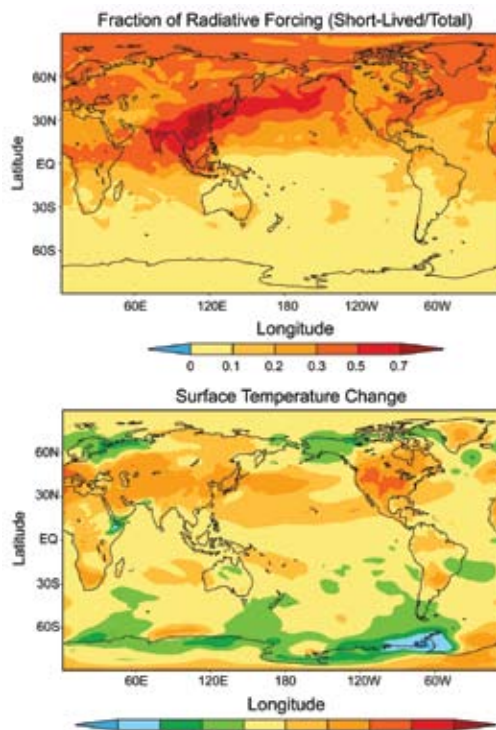 Fraction of Radiative Forcing (Short-Lived/Total)
60N
30N
EQ
30S
60S
Latitude
60E 120E 180 120W 60W
Longitude
0 0.1 0.2 0.3 0.5 0.7
Surface Temperature Change
60N
30N
EQ
30S
60S
Latitude
60E 120E 180 120W 60W
Longitude